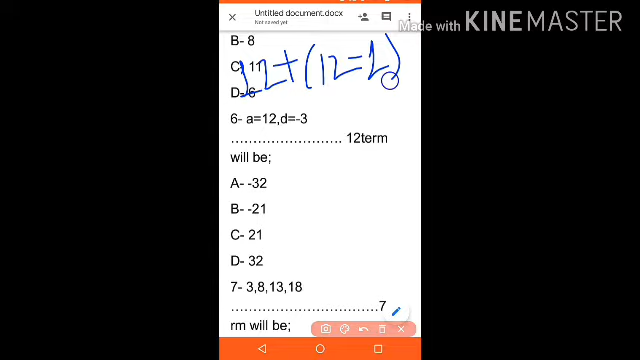 Untitled document.docx
Not saved yet
Made with KINEMASTER
B- 8
C- 11
12+(12=1)
D- 6
6- a=12,d=-3
........................... 12term
will be;
A- -32
B- -21
C- 21
D- 32
7- 3,8,13,18
....................................7
rm will be;